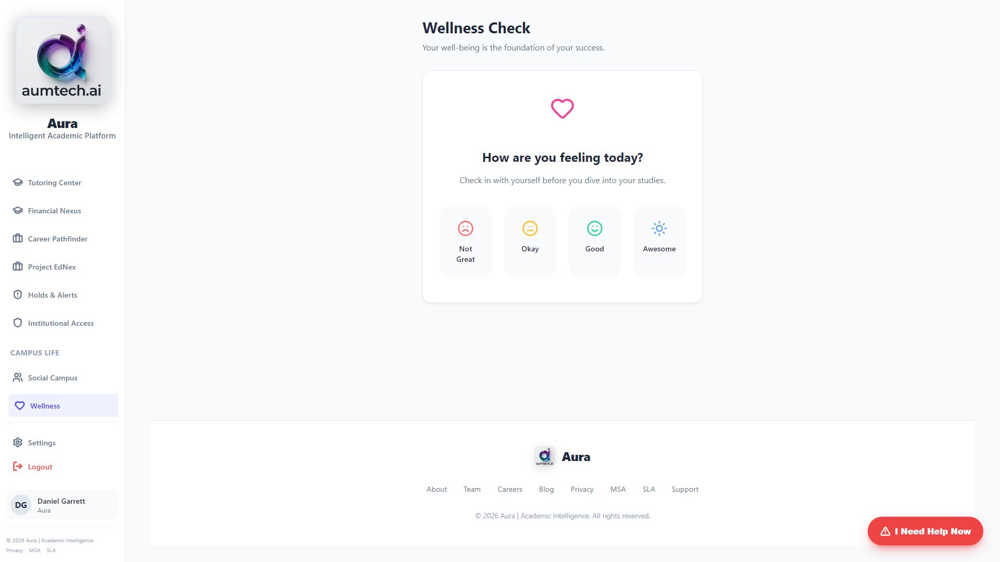 aumtech.ai
Aura
Intelligent Academic Platform
Tutoring Center
Financial Nexus
Career Pathfinder
Project EdNex
Holds & Alerts
Institutional Access
CAMPUS LIFE
Social Campus
Wellness
Settings
Logout
DG
Daniel Garrett
Aura
© 2026 Aura | Academic Intelligence
Privacy MSA SLA
Wellness Check
Your well-being is the foundation of your success.
How are you feeling today?
Check in with yourself before you dive into your studies.
Not
Great
Okay
Good
Awesome
aumtech.ai
Aura
About Team Careers Blog Privacy MSA SLA Support
© 2026 Aura | Academic Intelligence. All rights reserved.
I Need Help Now